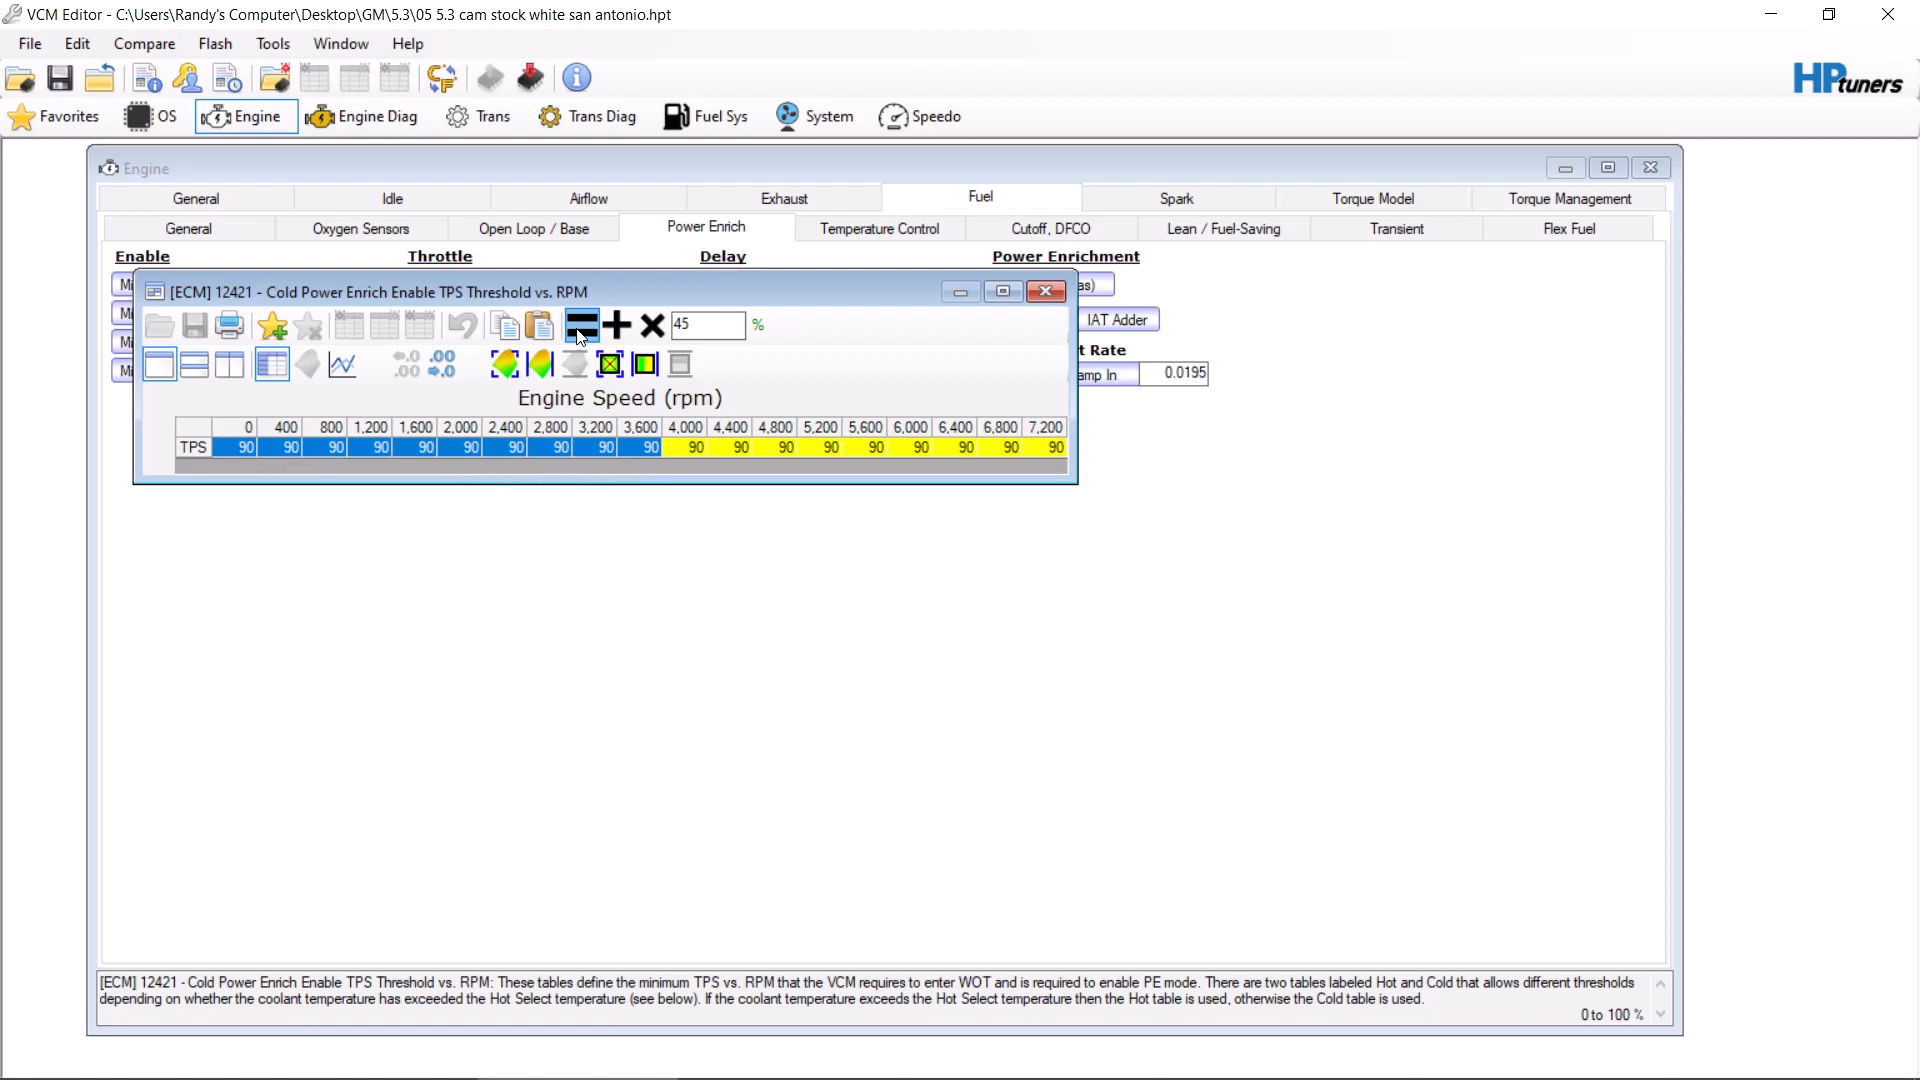 VCM Editor - C:\Users\Randy's Computer\Desktop\GM\5.3\05 5.3 cam stock white san antonio.hpt
File Edit Compare Flash Tools Window Help
HPtuners
Favorites OS Engine Engine Diag Trans Trans Diag Fuel Sys System Speedo
Engine
General Idle Airflow Exhaust Fuel Spark Torque Model Torque Management
General Oxygen Sensors Open Loop / Base Power Enrich Temperature Control Cutoff, DFCO Lean / Fuel-Saving Transient Flex Fuel
Enable Throttle Delay Power Enrichment
[ECM] 12421 - Cold Power Enrich Enable TPS Threshold vs. RPM
45 %
IAT Adder
t Rate
amp In 0.0195
Engine Speed (rpm)
0 400 800 1,200 1,600 2,000 2,400 2,800 3,200 3,600 4,000 4,400 4,800 5,200 5,600 6,000 6,400 6,800 7,200
TPS 90 90 90 90 90 90 90 90 90 90 90 90 90 90 90 90 90 90 90
[ECM] 12421 - Cold Power Enrich Enable TPS Threshold vs. RPM: These tables define the minimum TPS vs. RPM that the VCM requires to enter WOT and is required to enable PE mode. There are two tables labeled Hot and Cold that allows different thresholds
depending on whether the coolant temperature has exceeded the Hot Select temperature (see below). If the coolant temperature exceeds the Hot Select temperature then the Hot table is used, otherwise the Cold table is used.
0 to 100 %